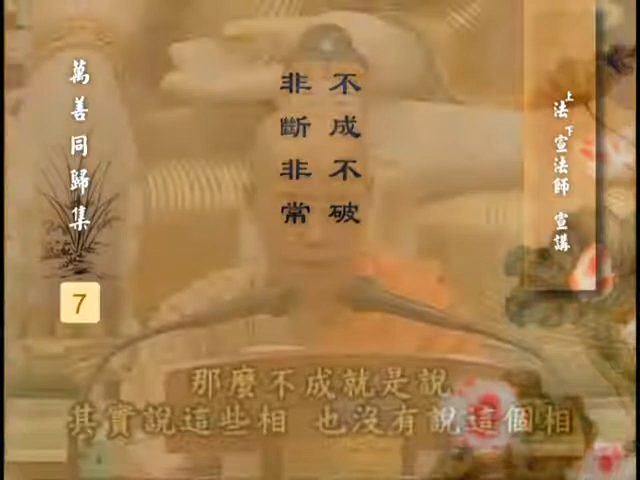 萬善同歸集
7
不成不破
非斷非常
上法下宣法師 宣講
那麼不成就是說
其實說這些相 也沒有說這個相